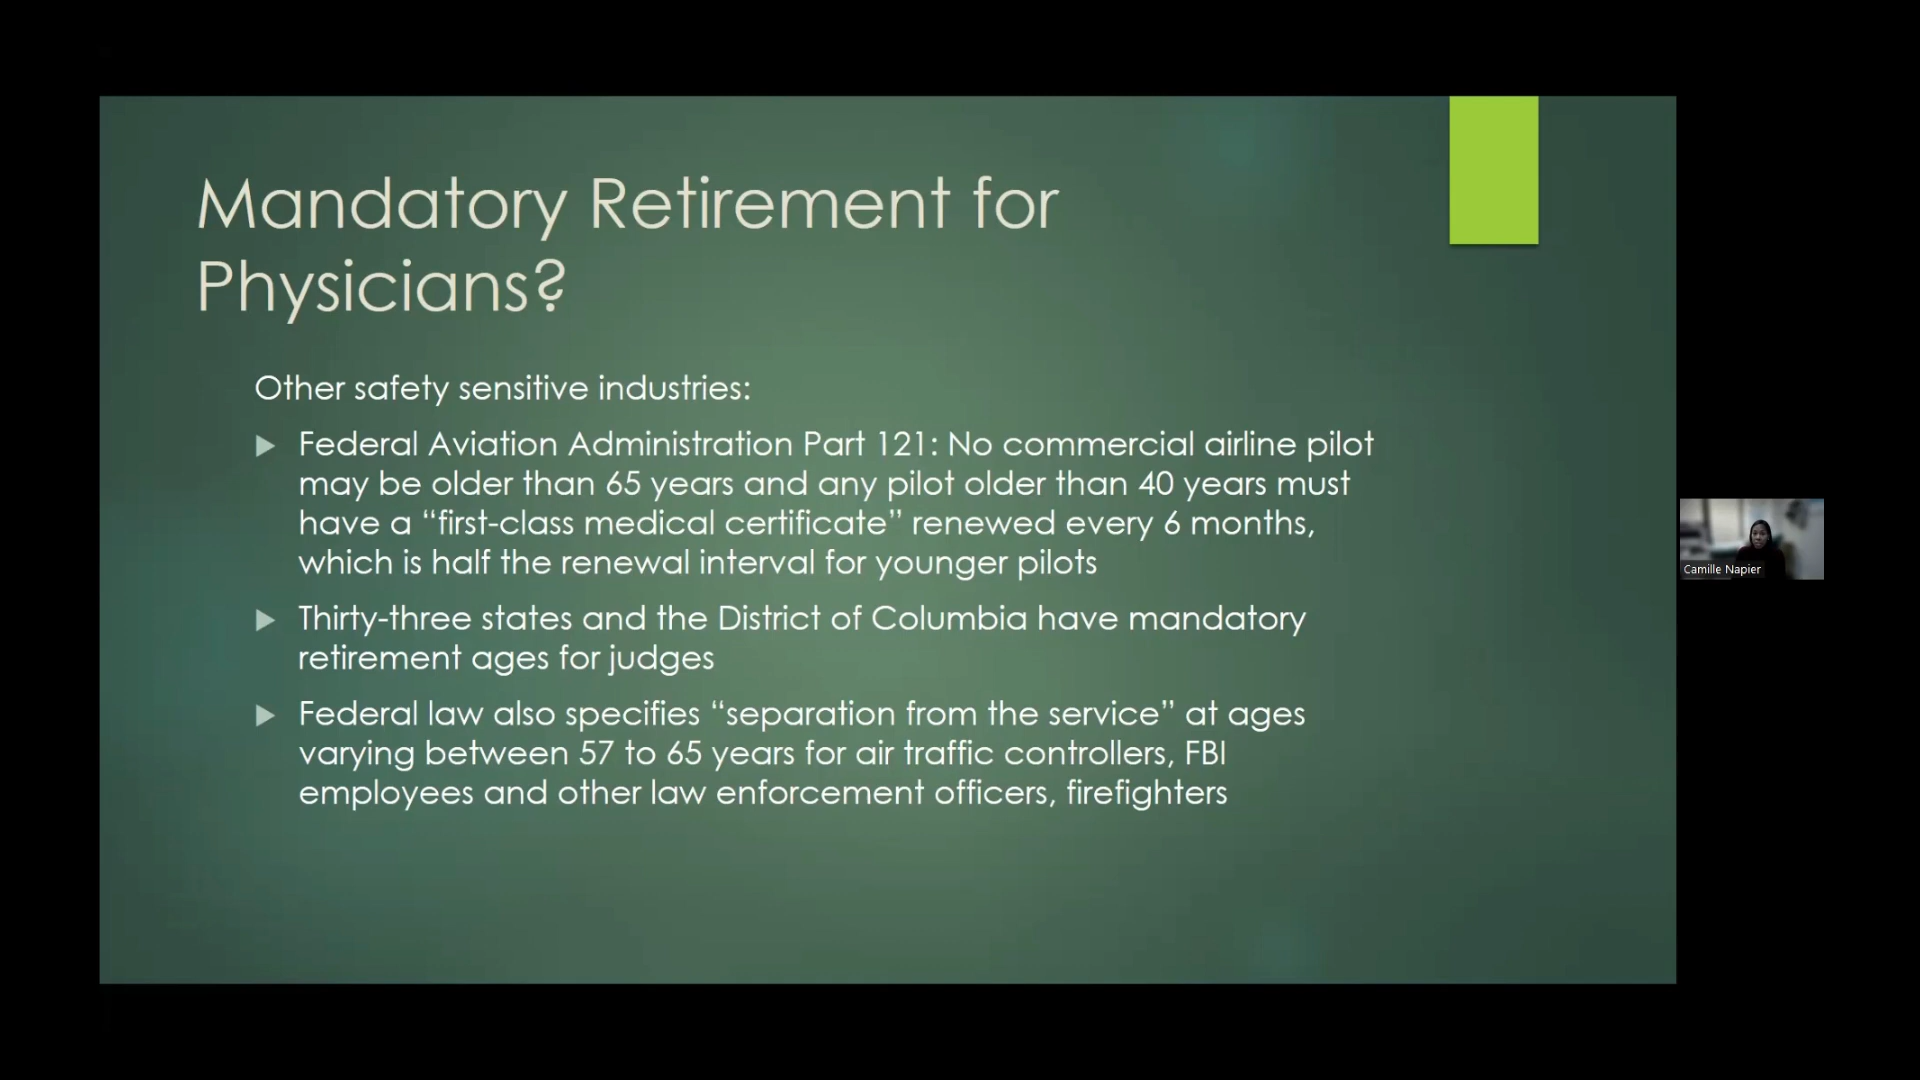 Mandatory Retirement for
Physicians?
Other safety sensitive industries:
Federal Aviation Administration Part 121: No commercial airline pilot
may be older than 65 years and any pilot older than 40 years must
have a “first-class medical certificate” renewed every 6 months,
which is half the renewal interval for younger pilots
Thirty-three states and the District of Columbia have mandatory
retirement ages for judges
Federal law also specifies “separation from the service” at ages
varying between 57 to 65 years for air traffic controllers, FBI
employees and other law enforcement officers, firefighters
Camille Napier